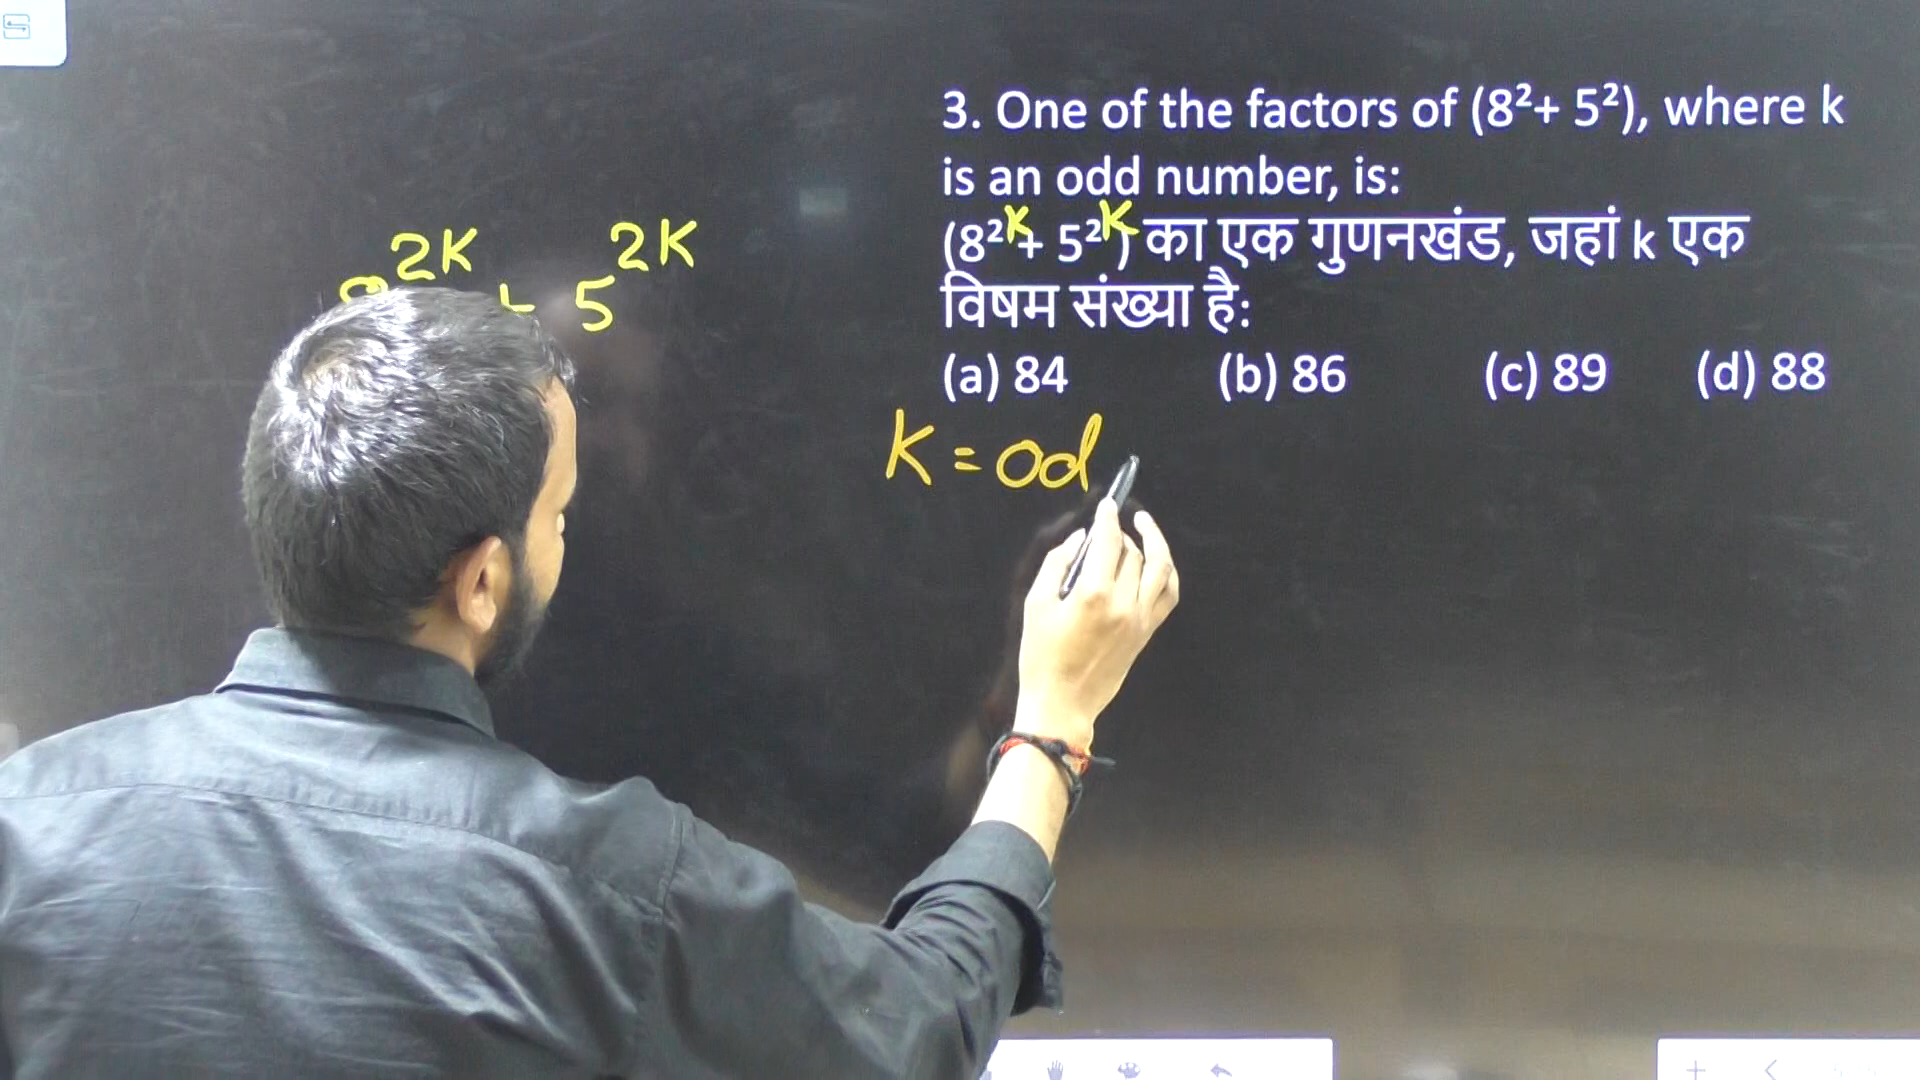 3. One of the factors of (8²+ 5²), where k
is an odd number, is:
(8²ᴷ+ 5²ᴷ) का एक गुणनखंड, जहां k एक
विषम संख्या है:
(a) 84 (b) 86 (c) 89 (d) 88
2K + 5 2K
K = od